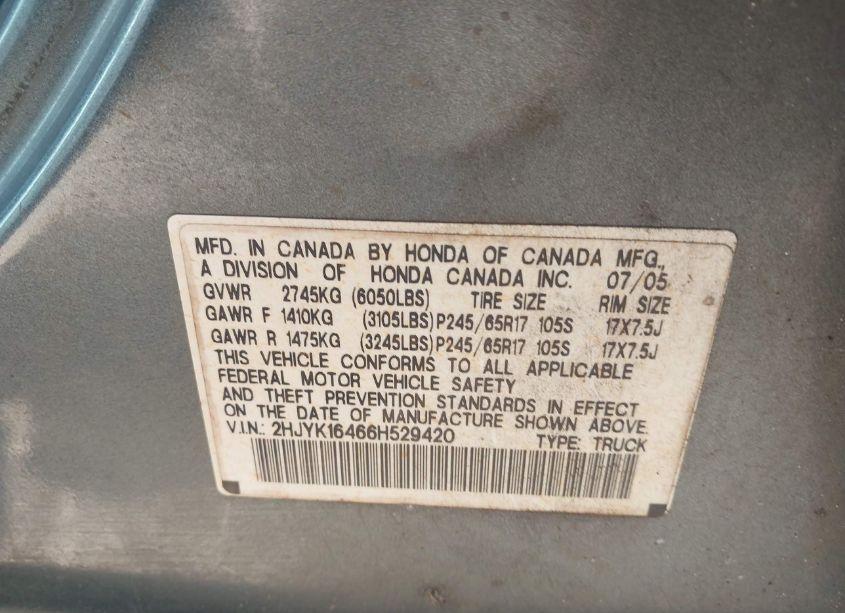 MFD. IN CANADA BY HONDA OF CANADA MFG.,
A DIVISION OF HONDA CANADA INC. 07/05
GVWR 2745KG (6050LBS) TIRE SIZE RIM SIZE
GAWR F 1410KG (3105LBS) P245/65R17 105S 17X7.5J
GAWR R 1475KG (3245LBS) P245/65R17 105S 17X7.5J
THIS VEHICLE CONFORMS TO ALL APPLICABLE
FEDERAL MOTOR VEHICLE SAFETY
AND THEFT PREVENTION STANDARDS IN EFFECT
ON THE DATE OF MANUFACTURE SHOWN ABOVE.
V.I.N.: 2HJYK16466H529420 TYPE: TRUCK